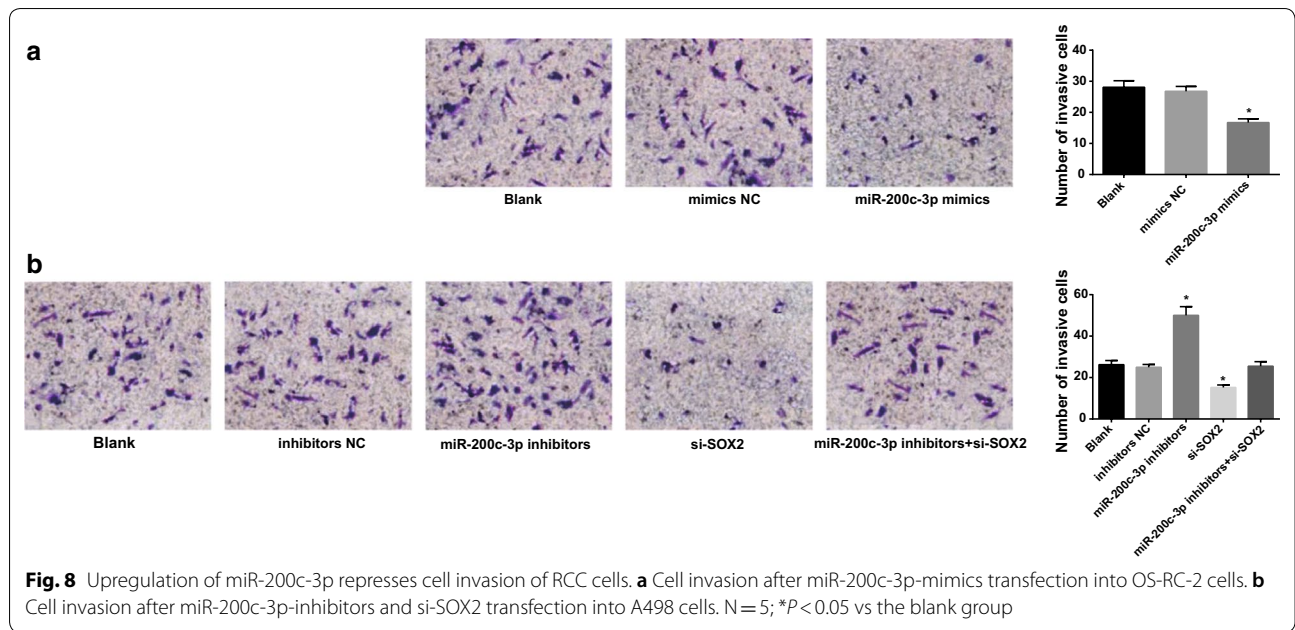 a
Blank
mimics NC
miR-200c-3p mimics
Number of invasive cells
40
30
20
10
0
*
Blank
mimics NC
miR-200c-3p mimics
b
Blank
inhibitors NC
miR-200c-3p inhibitors
si-SOX2
miR-200c-3p inhibitors+si-SOX2
Number of invasive cells
60
40
20
0
*
*
Blank
inhibitors NC
miR-200c-3p inhibitors
si-SOX2
miR-200c-3p inhibitors+si-SOX2
Fig. 8 Upregulation of miR-200c-3p represses cell invasion of RCC cells. a Cell invasion after miR-200c-3p-mimics transfection into OS-RC-2 cells. b
Cell invasion after miR-200c-3p-inhibitors and si-SOX2 transfection into A498 cells. N = 5; *P < 0.05 vs the blank group